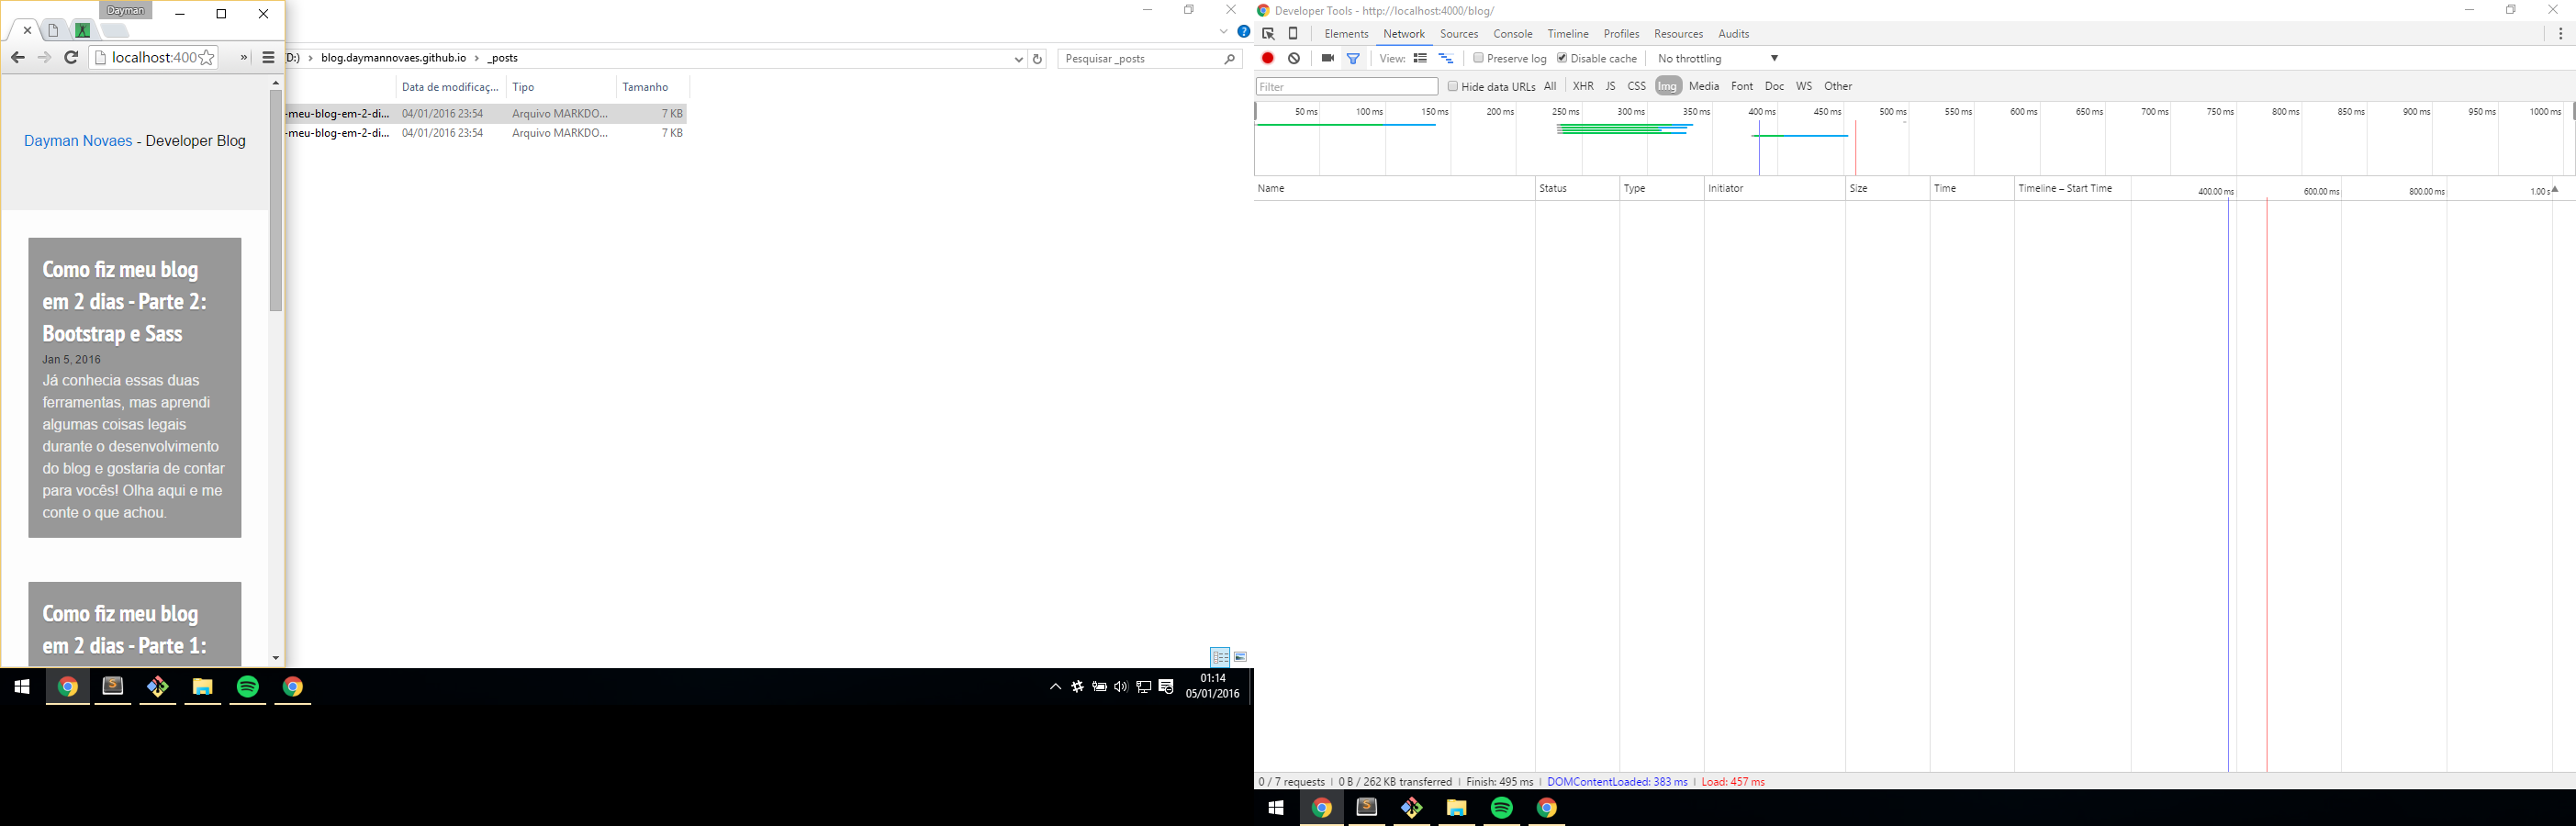 Dayman
localhost:400
Dayman Novaes - Developer Blog
Como fiz meu blog
em 2 dias - Parte 2:
Bootstrap e Sass
Jan 5, 2016
Já conhecia essas duas
ferramentas, mas aprendi
algumas coisas legais
durante o desenvolvimento
do blog e gostaria de contar
para vocês! Olha aqui e me
conte o que achou.
Como fiz meu blog
em 2 dias - Parte 1:
D:) › blog.daymannovaes.github.io › _posts
Pesquisar _posts
Data de modificaç... Tipo Tamanho
-meu-blog-em-2-di... 04/01/2016 23:54 Arquivo MARKDO... 7 KB
-meu-blog-em-2-di... 04/01/2016 23:54 Arquivo MARKDO... 7 KB
01:14
05/01/2016
Developer Tools - http://localhost:4000/blog/
Elements Network Sources Console Timeline Profiles Resources Audits
View: Preserve log Disable cache No throttling
Filter Hide data URLs All XHR JS CSS Img Media Font Doc WS Other
50 ms 100 ms 150 ms 200 ms 250 ms 300 ms 350 ms 400 ms 450 ms 500 ms 550 ms 600 ms 650 ms 700 ms 750 ms 800 ms 850 ms 900 ms 950 ms 1000 ms
Name Status Type Initiator Size Time Timeline – Start Time 400.00 ms 600.00 ms 800.00 ms 1.00 s
0 / 7 requests | 0 B / 262 KB transferred | Finish: 495 ms | DOMContentLoaded: 383 ms | Load: 457 ms